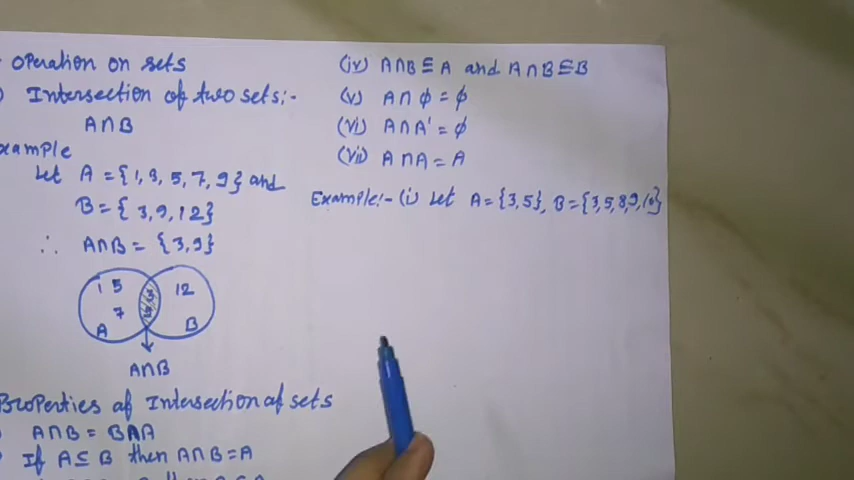 Operation on sets
Intersection of two sets:-
A∩B
xample
Let A = {1, 3, 5, 7, 9} and
B = { 3, 9, 12}
∴ A∩B = {3,9}
1 5
7
12
A
B
A∩B
Properties of Intersection of sets
A∩B = B∩A
If A⊆B then A∩B=A
(iv) A∩B⊆A and A∩B⊆B
(v) A∩ϕ=ϕ
(vi) A∩A'=ϕ
(vii) A∩A=A
Example:- (i) Let A={3,5}, B={3,5,8,9,10}